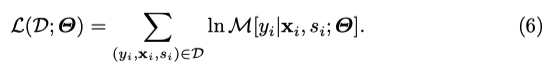 𝓛(𝓓; 𝜣) = ∑_{(y_i, 𝐱_i, s_i)∈𝓓} ln 𝓜[y_i|𝐱_i, s_i; 𝜣]. (6)